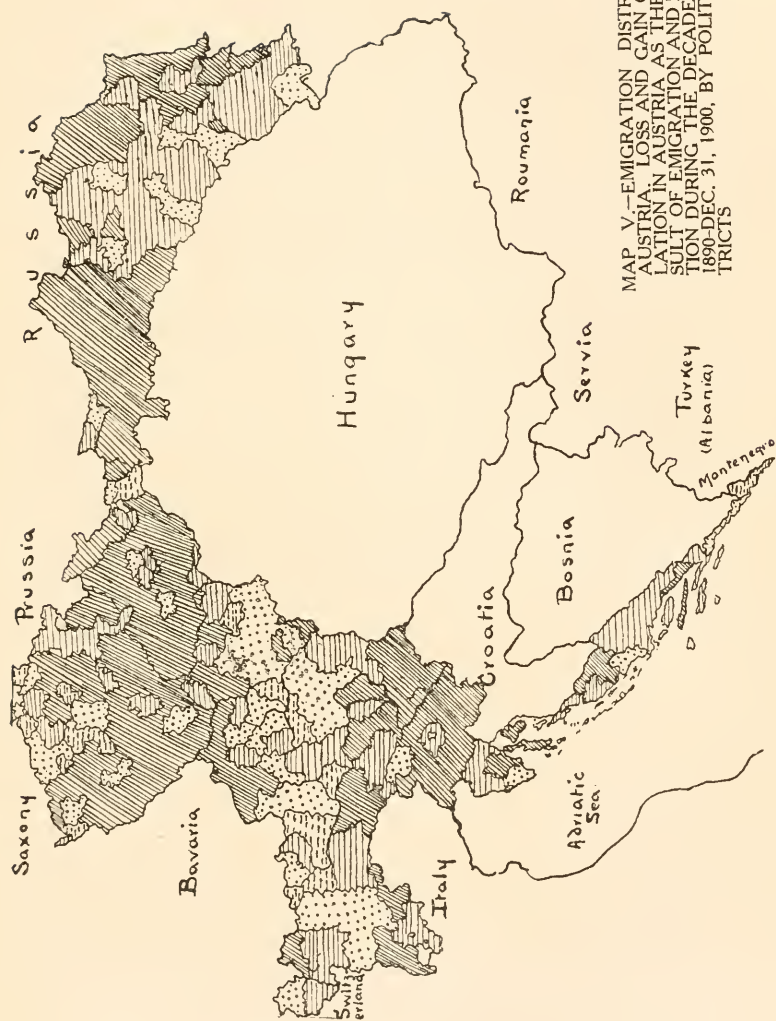 Saxony
Prussia
Russia
Bavaria
Switz
erland
Italy
Hungary
Croatia
Adriatic
Sea
Bosnia
Servia
Roumania
Turkey
(Albania)
Montenegro
MAP V.—EMIGRATION DISTR
AUSTRIA. LOSS AND GAIN
LATION IN AUSTRIA AS THE
SULT OF EMIGRATION AND
TION DURING THE DECADE
1890-DEC. 31, 1900, BY POLIT
TRICTS